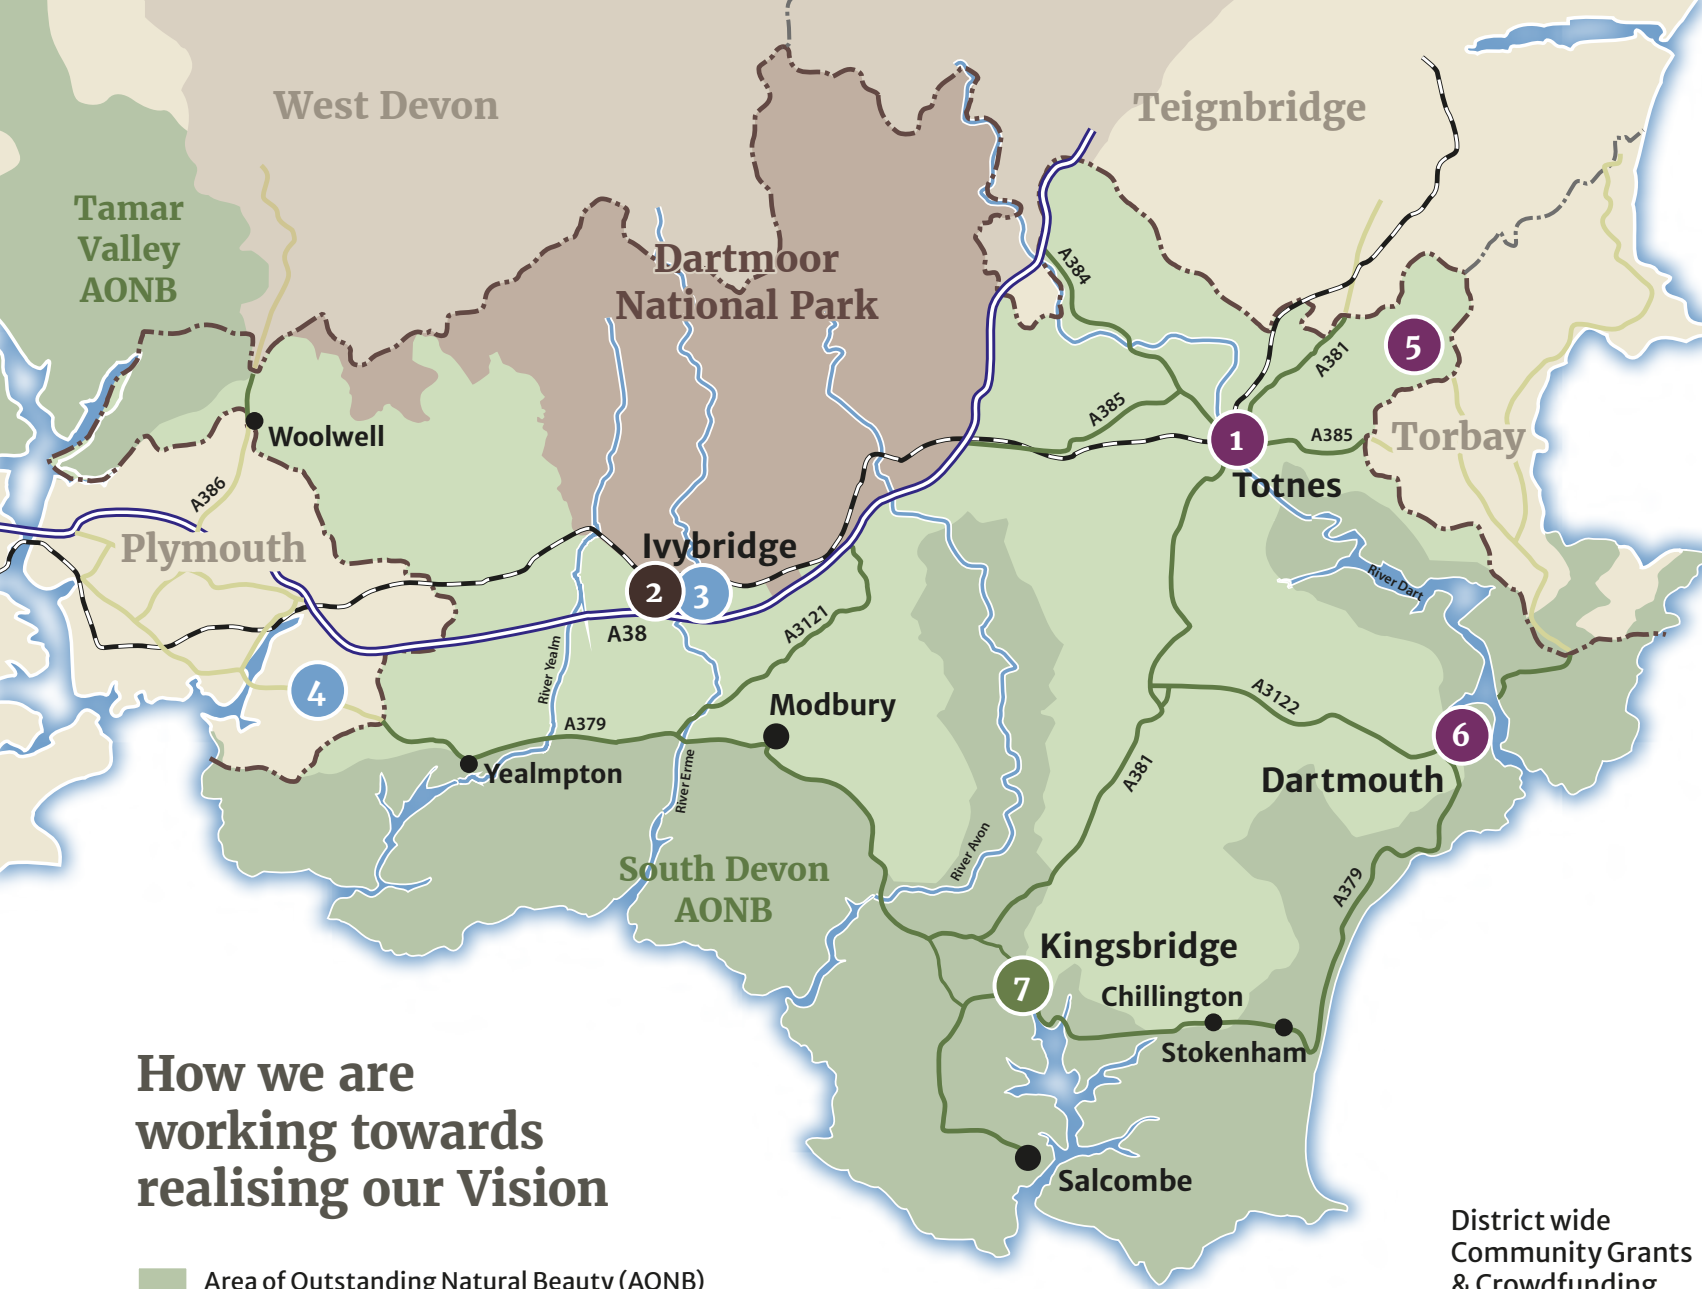 West Devon
Teignbridge
Tamar
Valley
AONB
Dartmoor
National Park
A384
5
A381
A385
1
A385
Torbay
Woolwell
Totnes
A386
Plymouth
Ivybridge
2
3
River Dart
A38
A3121
River Yealm
4
A3122
Modbury
A379
6
Yealmpton
River Erme
A381
Dartmouth
South Devon
AONB
River Avon
A379
Kingsbridge
7
Chillington
Stokenham
Salcombe
How we are
working towards
realising our Vision
Area of Outstanding Natural Beauty (AONB)
District wide
Community Grants
& Crowdfunding